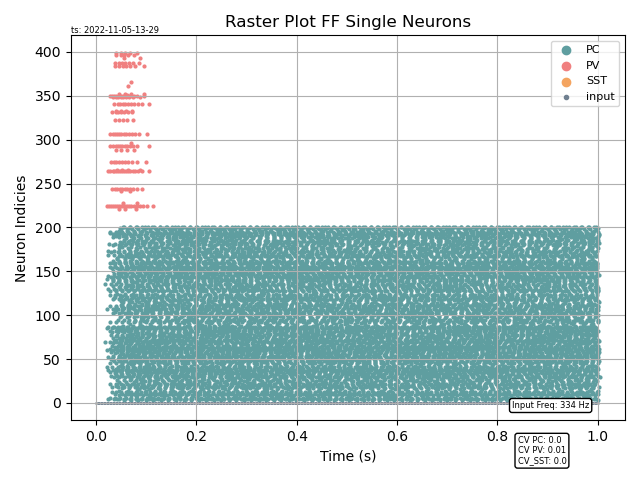 Raster Plot FF Single Neurons
ts: 2022-11-05-13-29
PC
PV
SST
input
400
350
300
250
200
150
100
50
0
Neuron Indicies
Input Freq: 334 Hz
0.0 0.2 0.4 0.6 0.8 1.0
Time (s)
CV PC: 0.0
CV PV: 0.01
CV_SST: 0.0